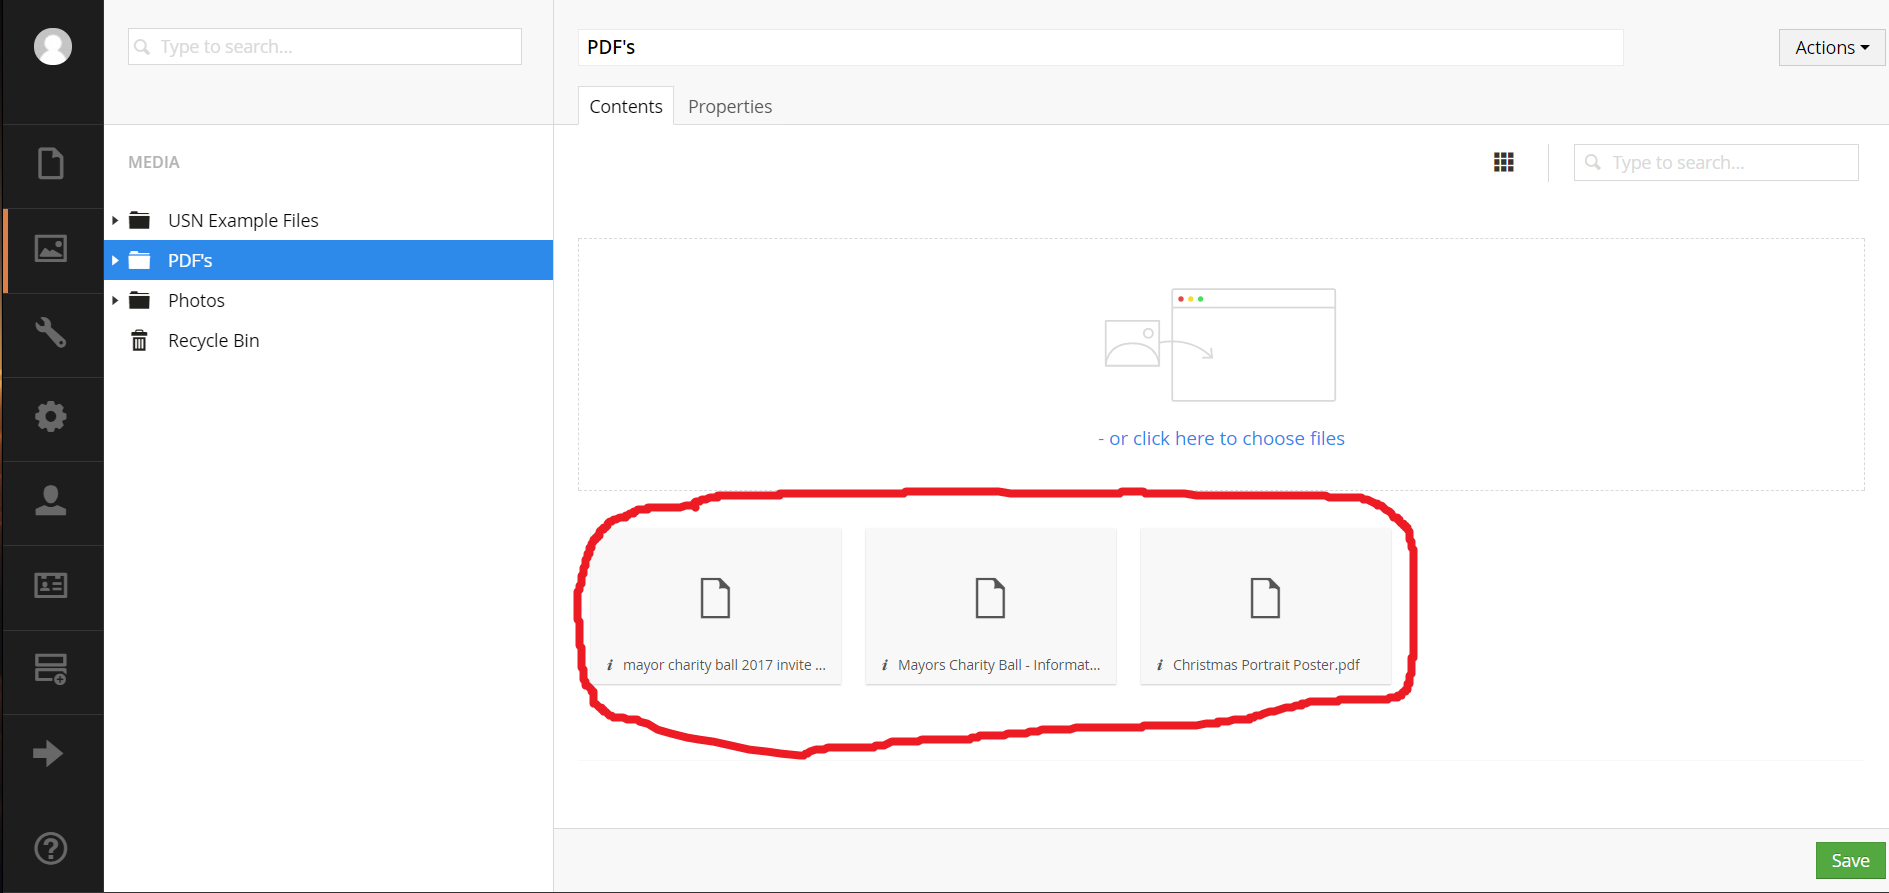 Type to search...
PDF's
Actions
Contents
Properties
MEDIA
Type to search...
USN Example Files
PDF's
Photos
Recycle Bin
- or click here to choose files
i mayor charity ball 2017 invite ...
i Mayors Charity Ball - Informat...
i Christmas Portrait Poster.pdf
Save